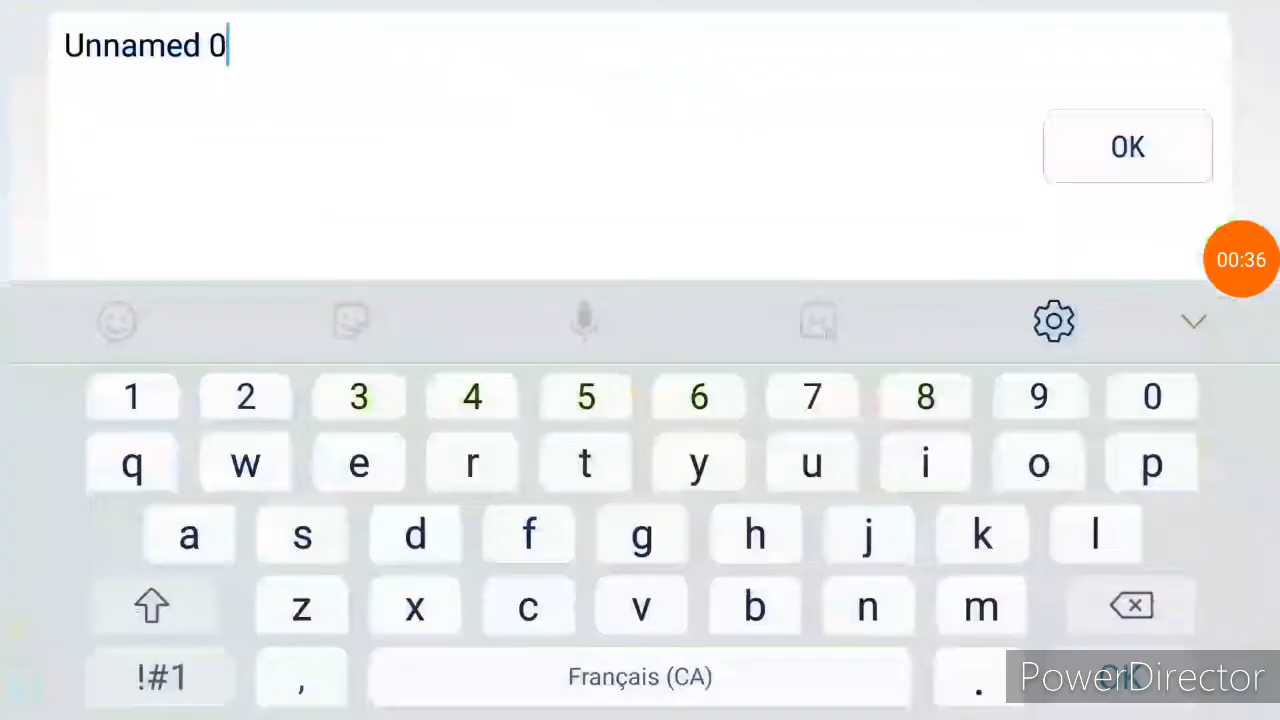 Unnamed 0
OK
00:36
1 2 3 4 5 6 7 8 9 0
q w e r t y u i o p
a s d f g h j k l
z x c v b n m
!#1 , Français (CA) . OK
PowerDirector